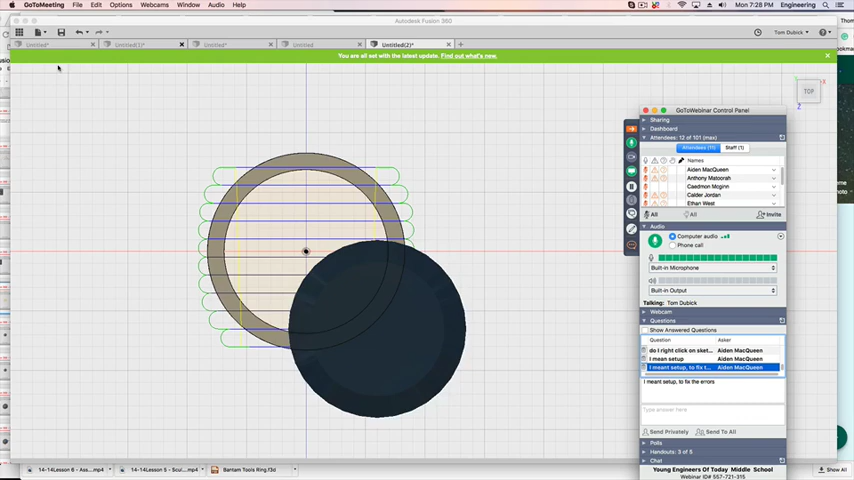 GoToMeeting File Edit Options Webcams Window Audio Help Mon 7:28 PM Engineering
Autodesk Fusion 360
Tom Dubick
Untitled* Untitled(1)* Untitled* Untitled Untitled(2)*
You are all set with the latest update. Find out what's new.
TOP
Z
GoToWebinar Control Panel
Sharing
Dashboard
Attendees: 12 of 101 (max)
Attendees (11) Staff (1)
Names
Aiden MacQueen
Anthony Matoorah
Caedmon Mcginn
Calder Jordan
Ethan West
All All Invite
Audio
Computer audio
Phone call
Built-in Microphone
Built-in Output
Talking: Tom Dubick
Webcam
Questions
Show Answered Questions
Question Asker
do I right click on sket... Aiden MacQueen
I mean setup Aiden MacQueen
I meant setup, to fix t... Aiden MacQueen
I meant setup, to fix the errors
Type answer here
Send Privately Send To All
Polls
Handouts: 3 of 5
Chat
Young Engineers Of Today Middle School
Webinar ID# 557-721-315
14-14Lesson 6 - Ass....mp4 14-14Lesson 5 - Scul....mp4 Bantam Tools Ring.f3d Show All